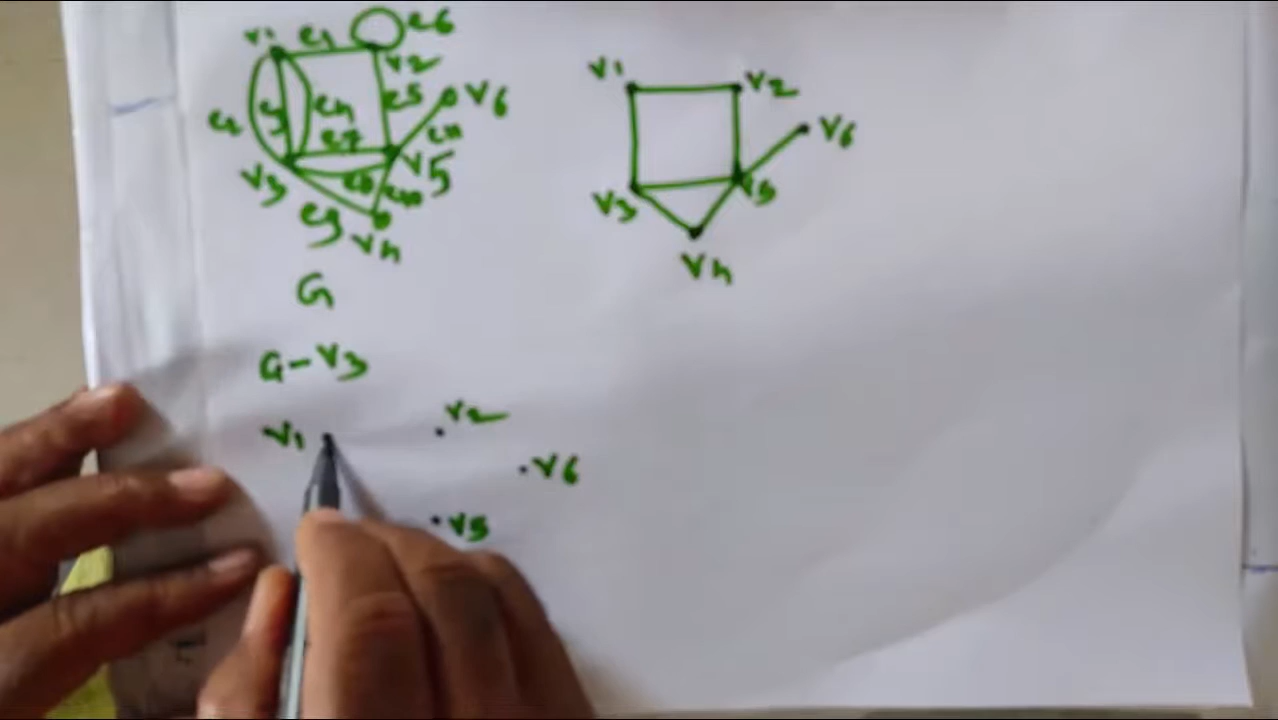 v1 e1 e6
v2
e2 e3 e4 e5 v6
e7 e11
v3 e8 e10 v5
e9
v4
G
v1 v2
v6
v3 v5
v4
G-v3
v1 v2
v6
v5